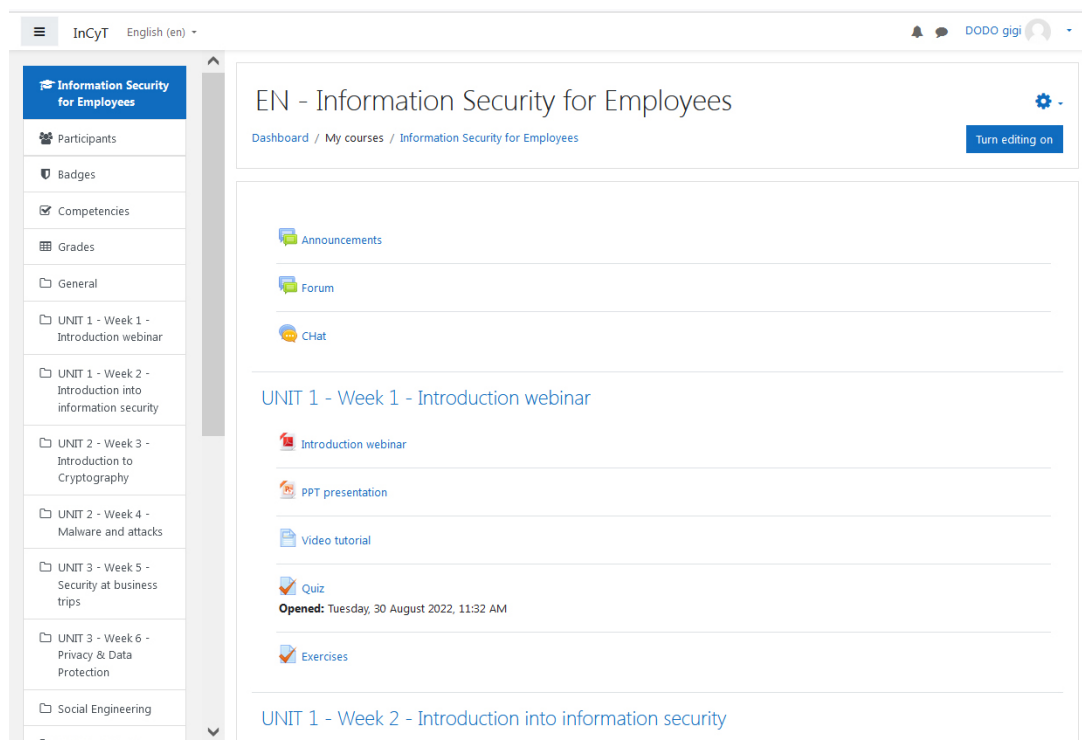 InCyT English (en)
DODO gigi
Information Security
for Employees
Participants
Badges
Competencies
Grades
General
UNIT 1 - Week 1 -
Introduction webinar
UNIT 1 - Week 2 -
Introduction into
information security
UNIT 2 - Week 3 -
Introduction to
Cryptography
UNIT 2 - Week 4 -
Malware and attacks
UNIT 3 - Week 5 -
Security at business
trips
UNIT 3 - Week 6 -
Privacy & Data
Protection
Social Engineering
EN - Information Security for Employees
Dashboard / My courses / Information Security for Employees
Turn editing on
Announcements
Forum
CHat
UNIT 1 - Week 1 - Introduction webinar
Introduction webinar
PPT presentation
Video tutorial
Quiz
Opened: Tuesday, 30 August 2022, 11:32 AM
Exercises
UNIT 1 - Week 2 - Introduction into information security